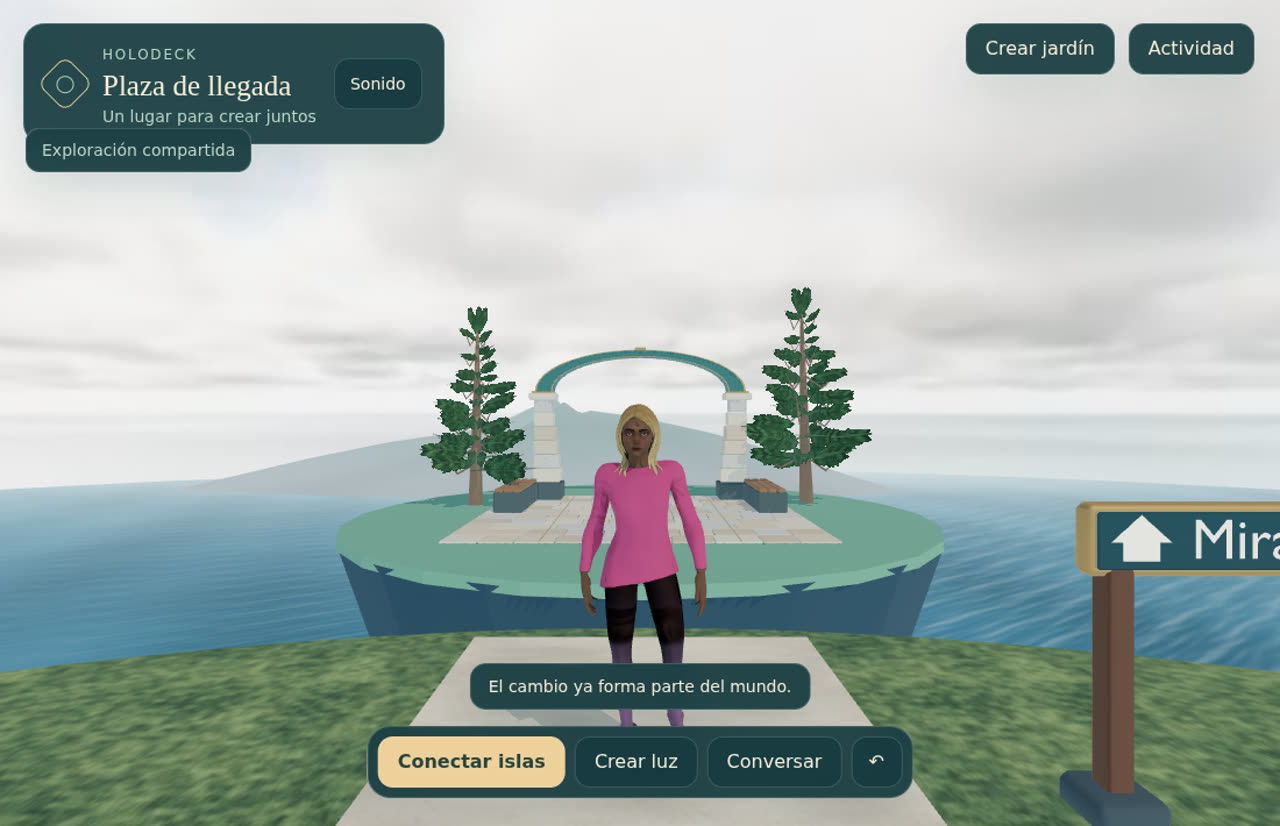 HOLODECK
Plaza de llegada
Un lugar para crear juntos
Sonido
Exploración compartida
Crear jardín
Actividad
El cambio ya forma parte del mundo.
Conectar islas
Crear luz
Conversar